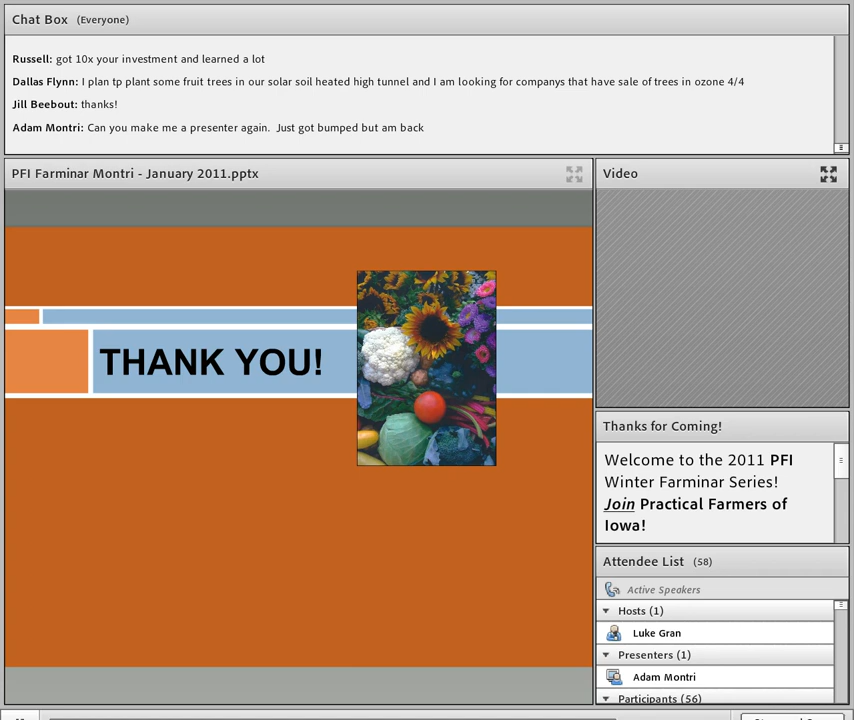 Chat Box (Everyone)
Russell: got 10x your investment and learned a lot
Dallas Flynn: I plan tp plant some fruit trees in our solar soil heated high tunnel and I am looking for companys that have sale of trees in ozone 4/4
Jill Beebout: thanks!
Adam Montri: Can you make me a presenter again. Just got bumped but am back
PFI Farminar Montri - January 2011.pptx
THANK YOU!
Video
Thanks for Coming!
Welcome to the 2011 PFI
Winter Farminar Series!
Join Practical Farmers of
Iowa!
Attendee List (58)
Active Speakers
Hosts (1)
Luke Gran
Presenters (1)
Adam Montri
Participants (56)